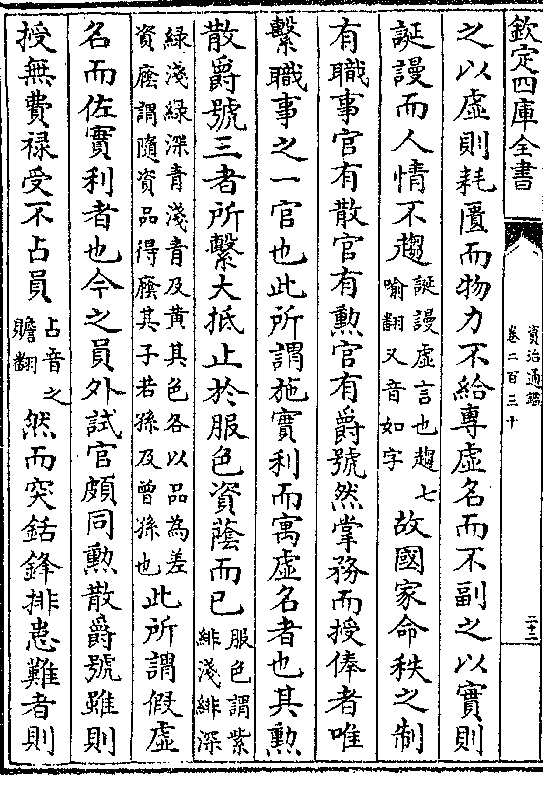 欽定四庫全書
資治通鑑
卷二百三十
之以虛則耗匱而物力不給專虛名而不副之以實則
誕謾而人情不趨誕謾虛言也趨七喻翻又音如字故國家命秩之制
有職事官有散官有勲官有爵號然掌務而授俸者唯
繫職事之一官也此所謂施實利而寓虛名者也其勲
散爵號三者所繫大抵止於服色資蔭而已服色謂紫緋淺緋深
綠淺綠深青淺青及黄其色各以品為差資廕謂隨資品得廕其子若孫及曾孫也此所謂假虛
名而佐實利者也今之員外試官頗同勲散爵號雖則
授無費禄受不占員占音之贍翻然而突銛鋒排患難者則